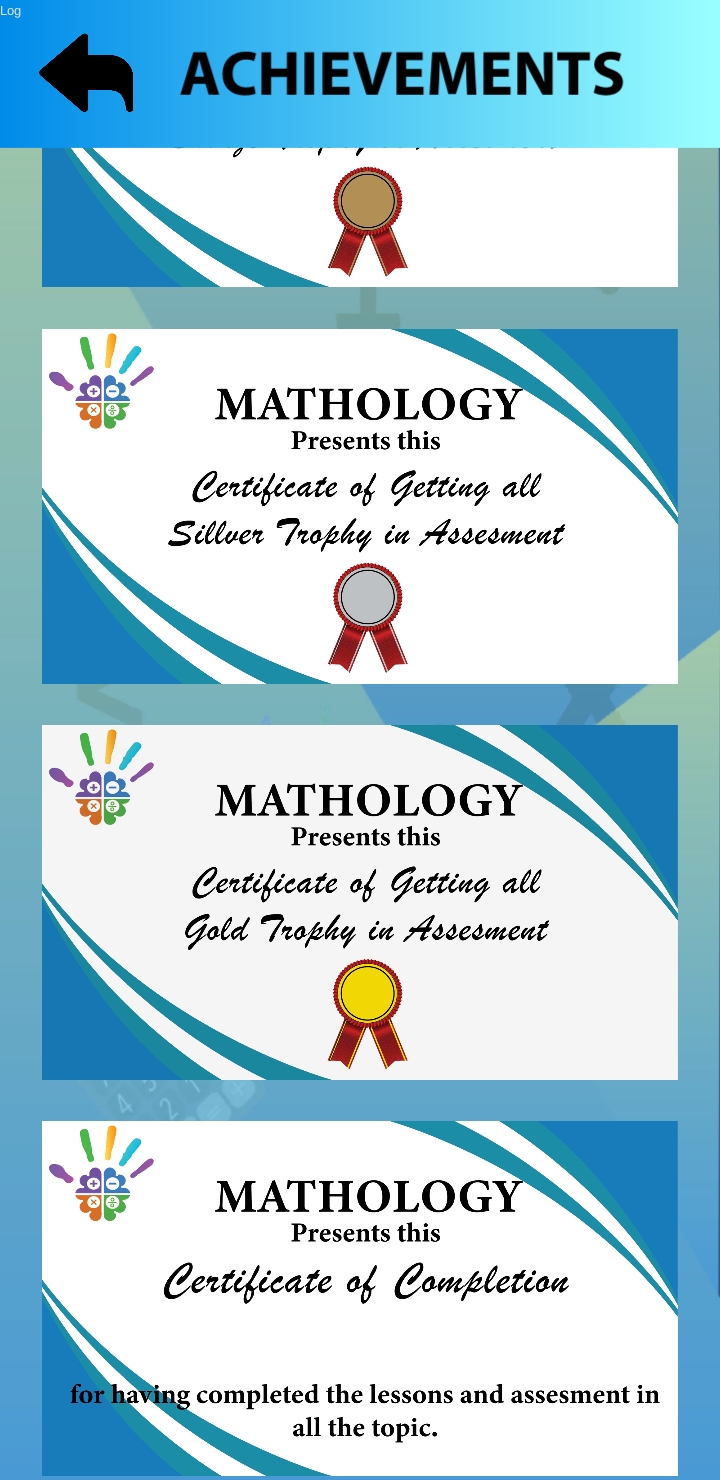 Log
ACHIEVEMENTS
MATHOLOGY
Presents this
Certificate of Getting all
Sillver Trophy in Assesment
MATHOLOGY
Presents this
Certificate of Getting all
Gold Trophy in Assesment
MATHOLOGY
Presents this
Certificate of Completion
for having completed the lessons and assesment in
all the topic.